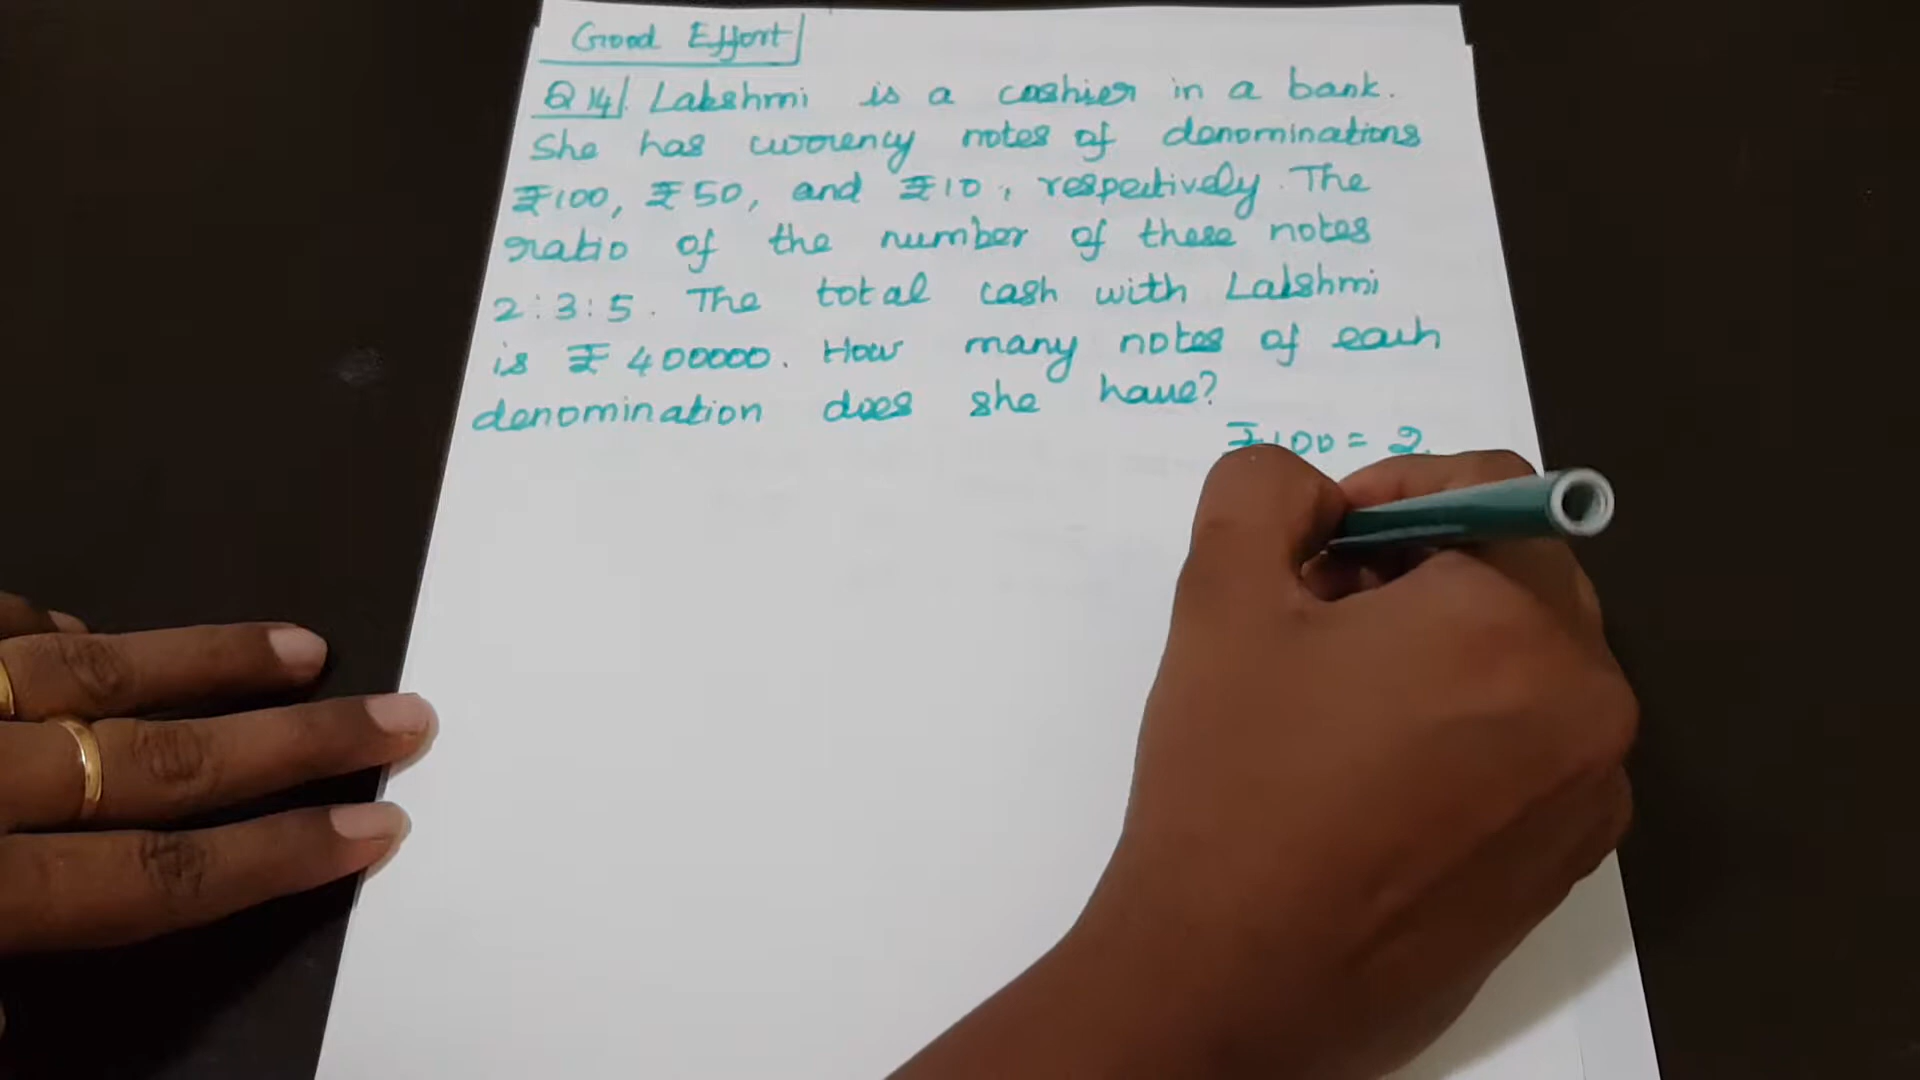 Good Effort
Q 14. Lakshmi is a cashier in a bank.
She has currency notes of denominations
₹100, ₹50, and ₹10, respectively. The
ratio of the number of these notes
2:3:5. The total cash with Lakshmi
is ₹ 400000. How many notes of each
denomination does she have?
₹100 = 2